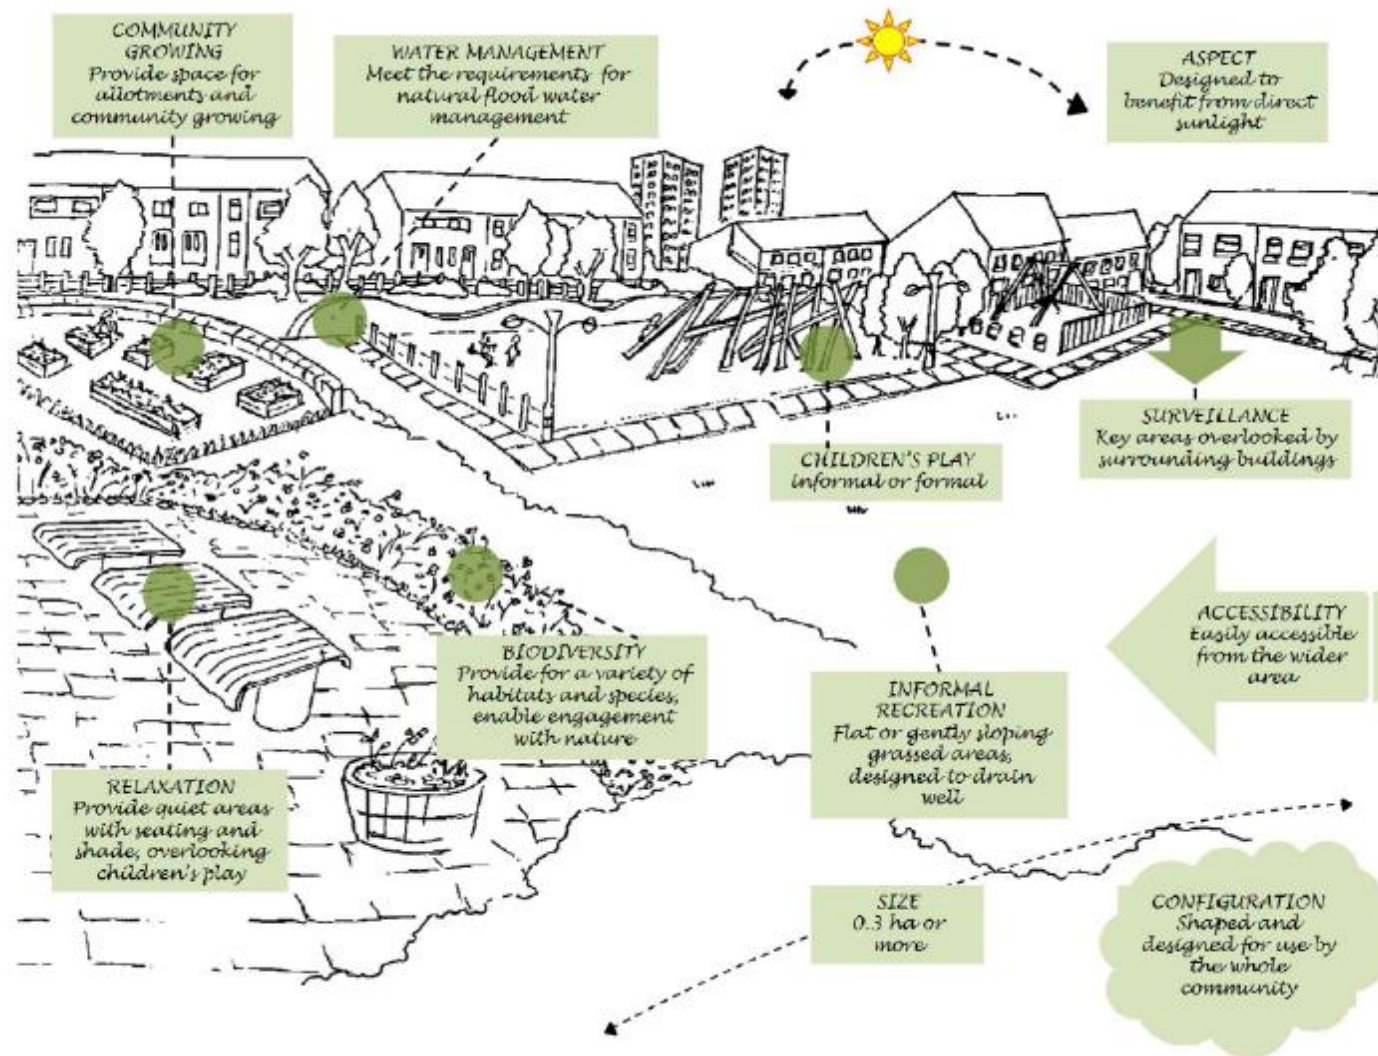 COMMUNITY
GROWING
Provide space for
allotments and
community growing
WATER MANAGEMENT
Meet the requirements for
natural flood water
management
ASPECT
Designed to
benefit from direct
sunlight
SURVEILLANCE
Key areas overlooked by
surrounding buildings
CHILDREN'S PLAY
informal or formal
ACCESSIBILITY
Easily accessible
from the wider
area
BIODIVERSITY
Provide for a variety of
habitats and species,
enable engagement
with nature
INFORMAL
RECREATION
Flat or gently sloping
grassed areas,
designed to drain
well
RELAXATION
Provide quiet areas
with seating and
shade, overlooking
children's play
SIZE
0.3 ha or
more
CONFIGURATION
Shaped and
designed for use by
the whole
community